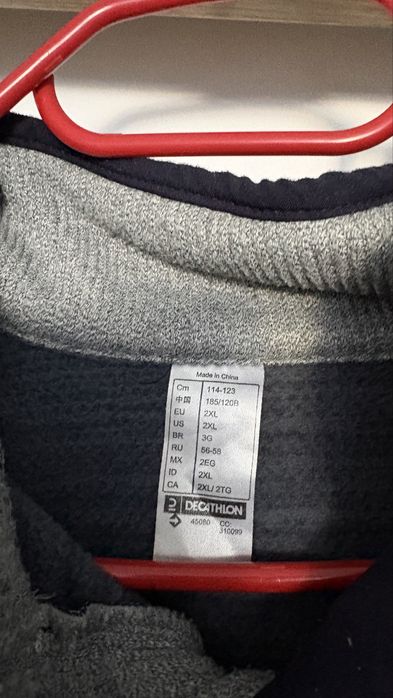 Made in China
Cm 114-123
中国 185/120B
EU 2XL
US 2XL
BR 3G
RU 56-58
MX 2EG
ID 2XL
CA 2XL/ 2TG
DECATHLON
45080 CC:
310099